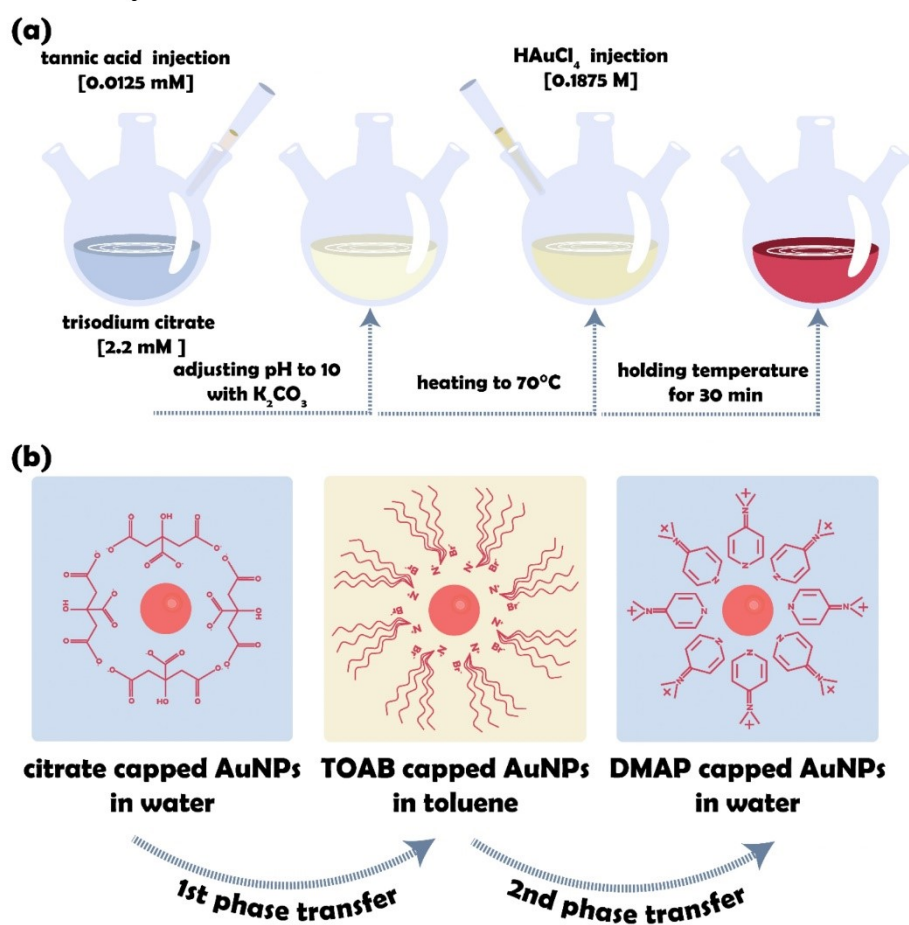 (a)
tannic acid injection
[0.0125 mM]
HAuCl₄ injection
[0.1875 M]
trisodium citrate
[2.2 mM ]
adjusting pH to 10
with K₂CO₃
heating to 70°C
holding temperature
for 30 min
(b)
citrate capped AuNPs
in water
TOAB capped AuNPs
in toluene
DMAP capped AuNPs
in water
1st phase transfer
2nd phase transfer